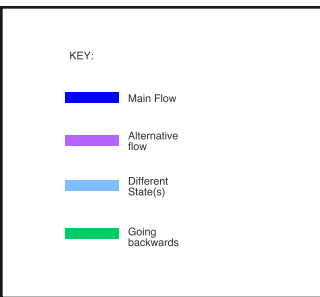 KEY:
Main Flow
Alternative
flow
Different
State(s)
Going
backwards